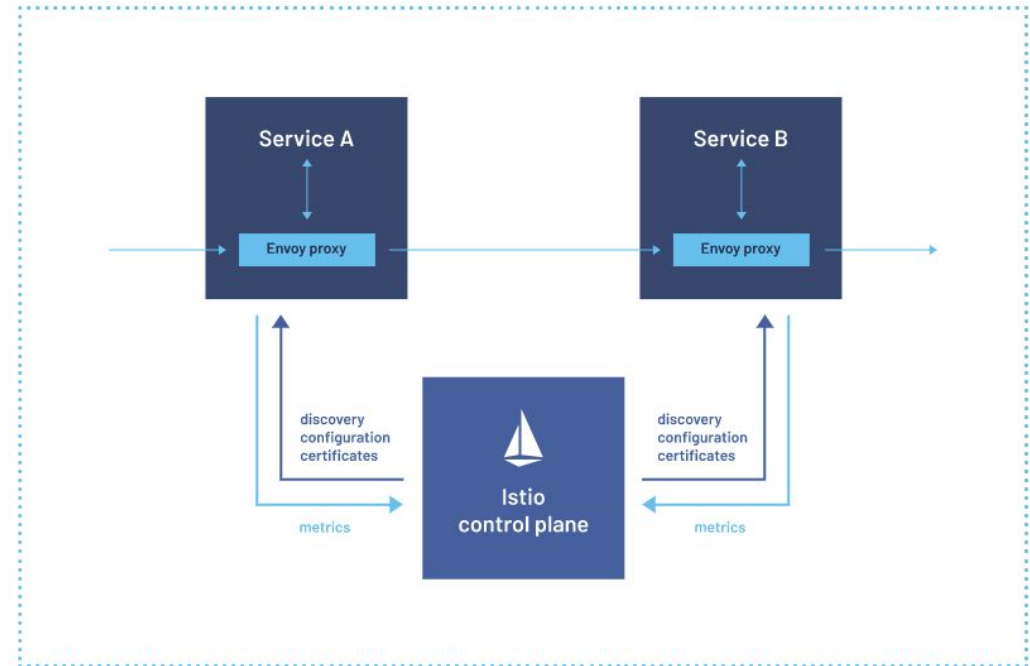 Service A
Service B
Envoy proxy
Envoy proxy
discovery
configuration
certificates
discovery
configuration
certificates
Istio
control plane
metrics
metrics